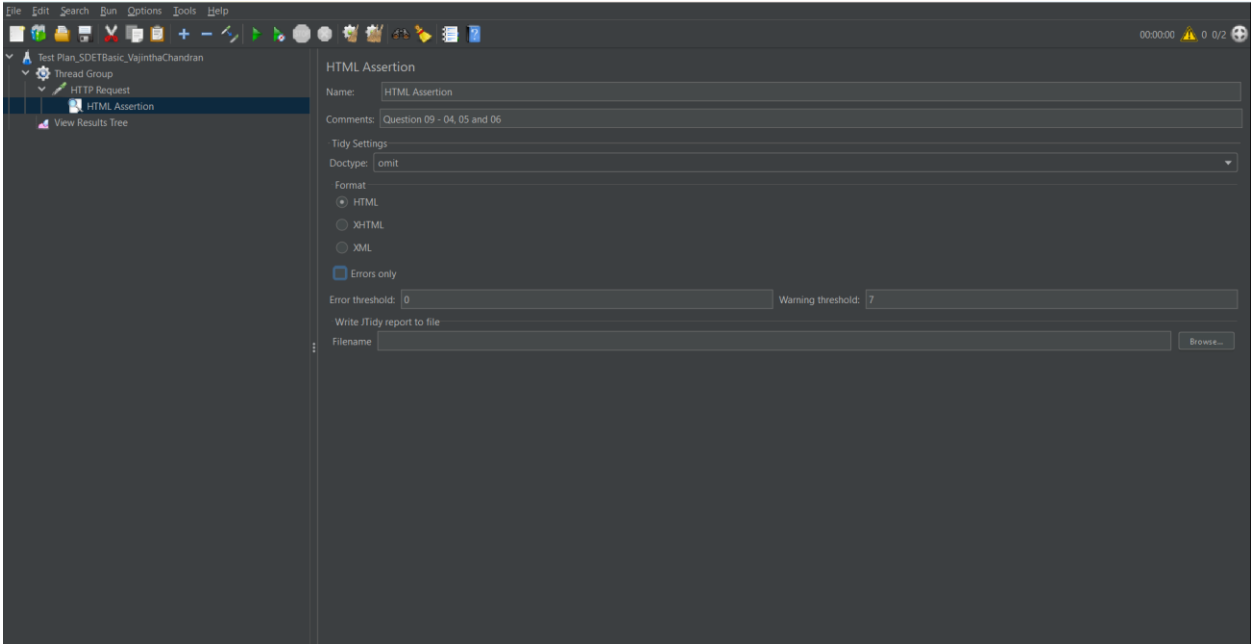 File Edit Search Run Options Tools Help
00:00:00 0 0/2
Test Plan_SDETBasic_VajinthaChandran
Thread Group
HTTP Request
HTML Assertion
View Results Tree
HTML Assertion
Name: HTML Assertion
Comments: Question 09 - 04, 05 and 06
Tidy Settings
Doctype: omit
Format
HTML
XHTML
XML
Errors only
Error threshold: 0 Warning threshold: 7
Write JTidy report to file
Filename Browse...